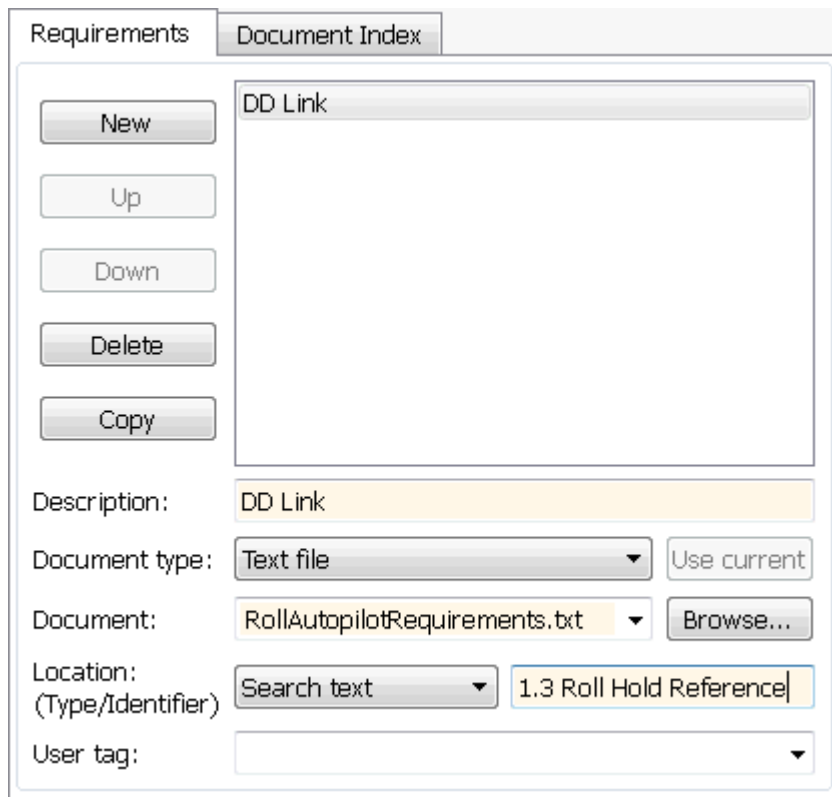 Requirements Document Index
DD Link
New
Up
Down
Delete
Copy
Description: DD Link
Document type: Text file Use current
Document: RollAutopilotRequirements.txt Browse...
Location:
(Type/Identifier) Search text 1.3 Roll Hold Reference
User tag: